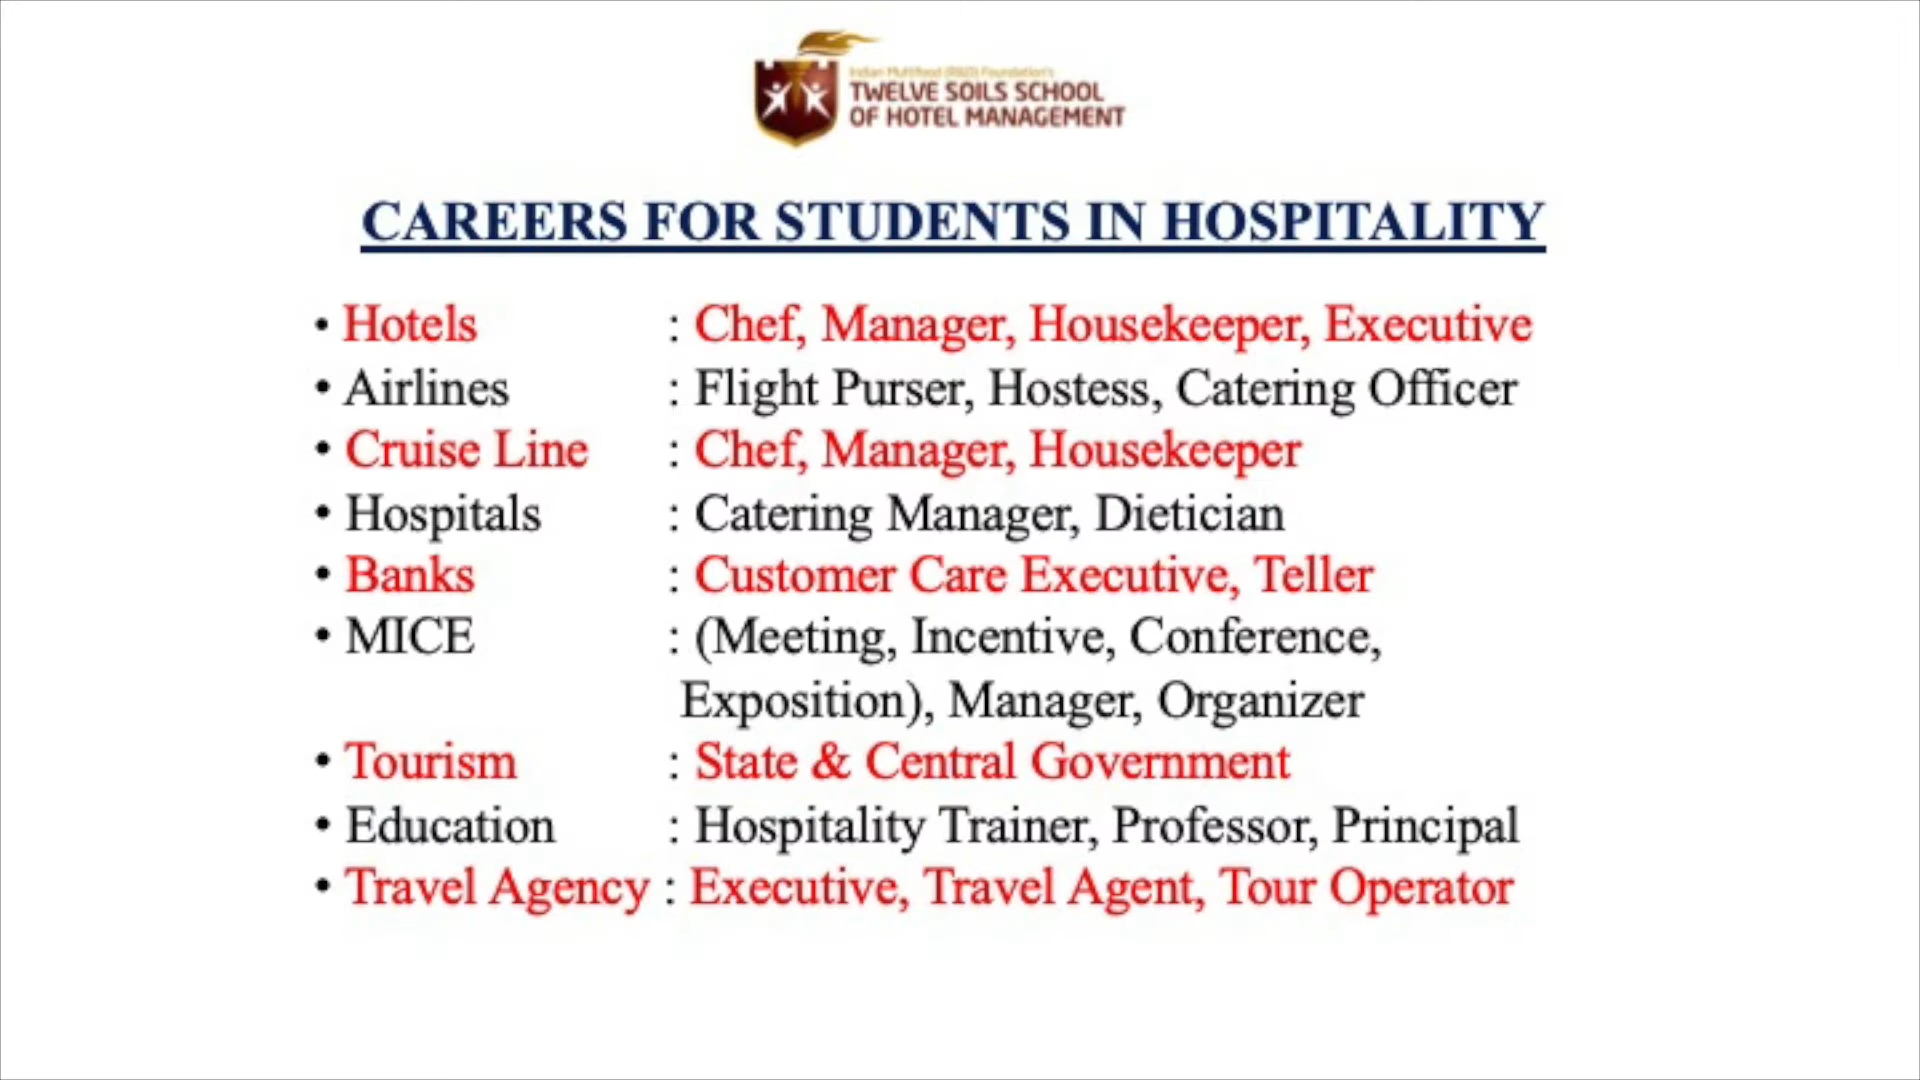 Indian Multifood (R&D) Foundation's
TWELVE SOILS SCHOOL
OF HOTEL MANAGEMENT
CAREERS FOR STUDENTS IN HOSPITALITY
• Hotels : Chef, Manager, Housekeeper, Executive
• Airlines : Flight Purser, Hostess, Catering Officer
• Cruise Line : Chef, Manager, Housekeeper
• Hospitals : Catering Manager, Dietician
• Banks : Customer Care Executive, Teller
• MICE : (Meeting, Incentive, Conference,
Exposition), Manager, Organizer
• Tourism : State & Central Government
• Education : Hospitality Trainer, Professor, Principal
• Travel Agency : Executive, Travel Agent, Tour Operator